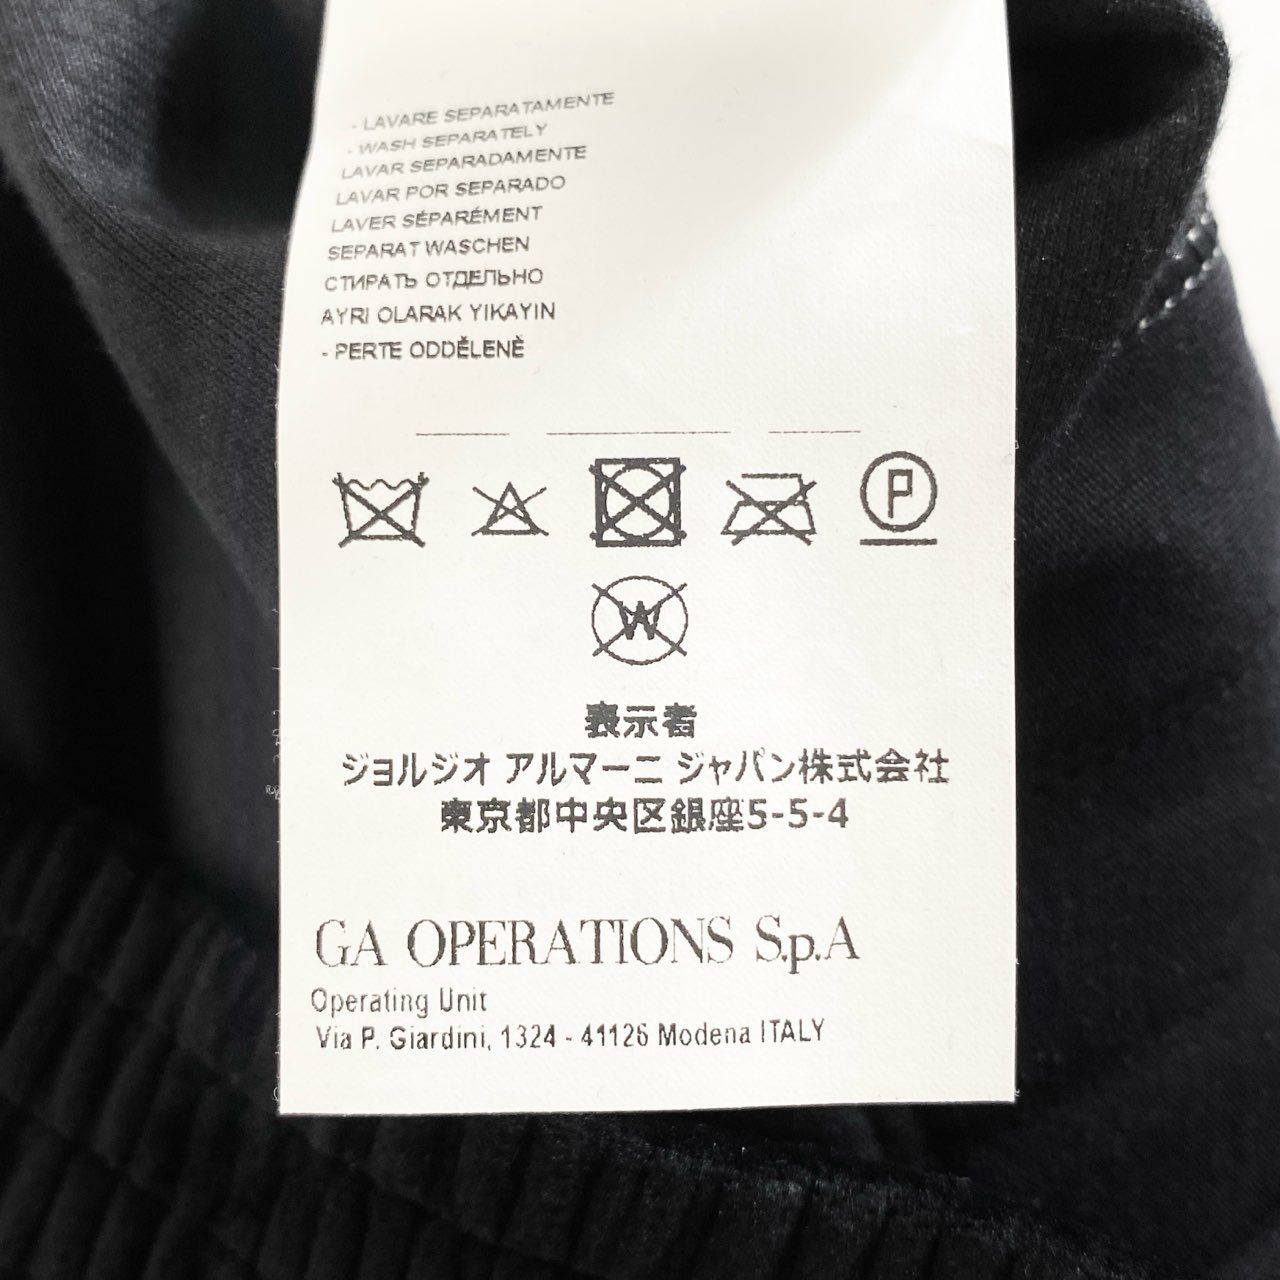 - LAVARE SEPARATAMENTE
- WASH SEPARATELY
LAVAR SEPARADAMENTE
LAVAR POR SEPARADO
LAVER SÉPARÉMENT
SEPARAT WASCHEN
СТИРАТЬ ОТДЕЛЬНО
AYRI OLARAK YIKAYIN
- PERTE ODDĚLENĚ
P
W
表示者
ジョルジオ アルマーニ ジャパン株式会社
東京都中央区銀座5-5-4
GA OPERATIONS S.p.A
Operating Unit
Via P. Giardini, 1324 - 41126 Modena ITALY